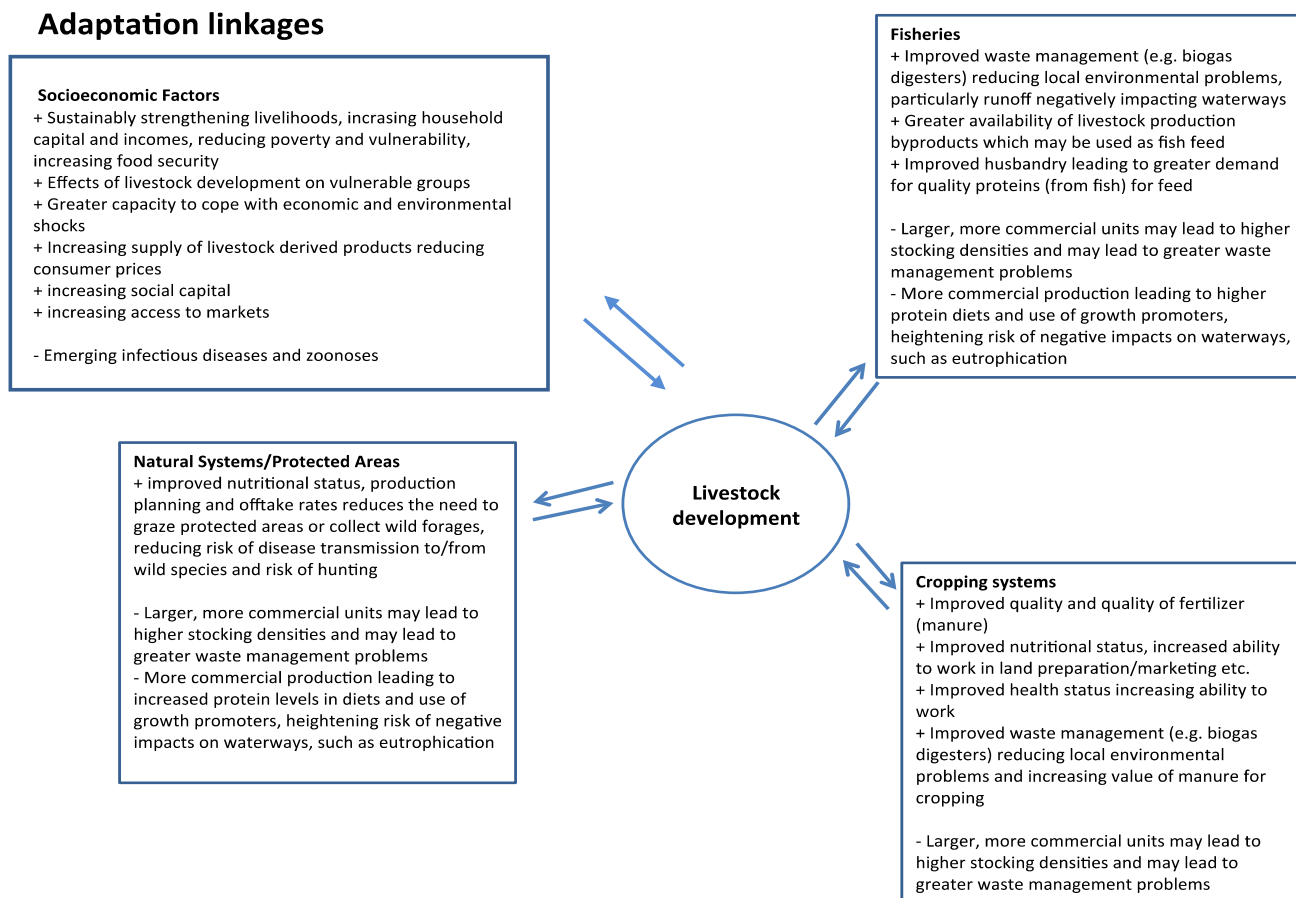 Adaptation linkages
Socioeconomic Factors
+ Sustainably strengthening livelihoods, incrasing household
capital and incomes, reducing poverty and vulnerability,
increasing food security
+ Effects of livestock development on vulnerable groups
+ Greater capacity to cope with economic and environmental
shocks
+ Increasing supply of livestock derived products reducing
consumer prices
+ increasing social capital
+ increasing access to markets
- Emerging infectious diseases and zoonoses
Fisheries
+ Improved waste management (e.g. biogas
digesters) reducing local environmental problems,
particularly runoff negatively impacting waterways
+ Greater availability of livestock production
byproducts which may be used as fish feed
+ Improved husbandry leading to greater demand
for quality proteins (from fish) for feed
- Larger, more commercial units may lead to higher
stocking densities and may lead to greater waste
management problems
- More commercial production leading to higher
protein diets and use of growth promoters,
heightening risk of negative impacts on waterways,
such as eutrophication
Natural Systems/Protected Areas
+ improved nutritional status, production
planning and offtake rates reduces the need to
graze protected areas or collect wild forages,
reducing risk of disease transmission to/from
wild species and risk of hunting
- Larger, more commercial units may lead to
higher stocking densities and may lead to
greater waste management problems
- More commercial production leading to
increased protein levels in diets and use of
growth promoters, heightening risk of negative
impacts on waterways, such as eutrophication
Livestock
development
Cropping systems
+ Improved quality and quality of fertilizer
(manure)
+ Improved nutritional status, increased ability
to work in land preparation/marketing etc.
+ Improved health status increasing ability to
work
+ Improved waste management (e.g. biogas
digesters) reducing local environmental
problems and increasing value of manure for
cropping
- Larger, more commercial units may lead to
higher stocking densities and may lead to
greater waste management problems